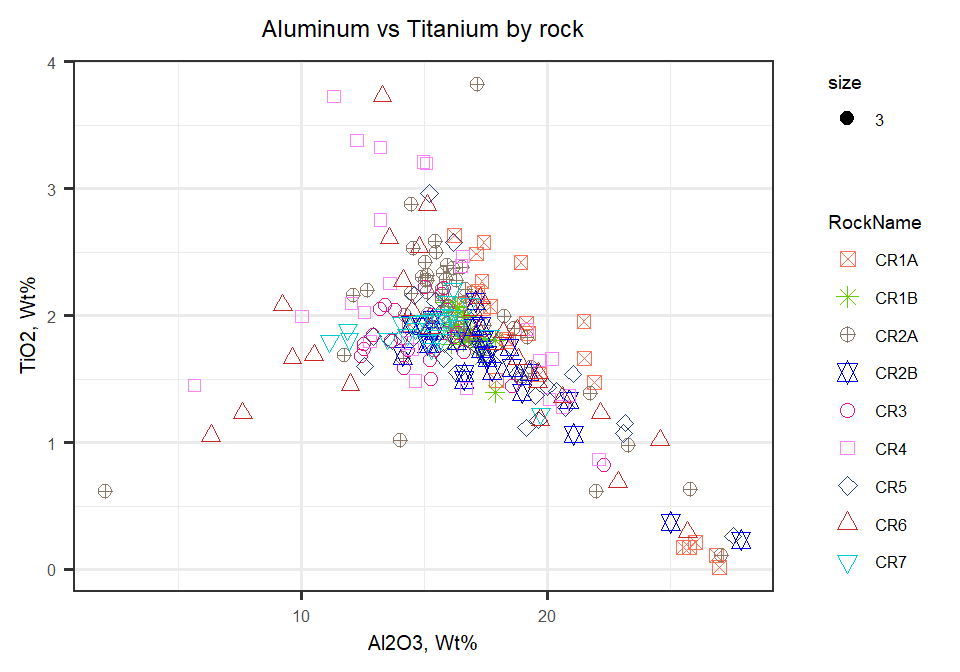 Aluminum vs Titanium by rock
4
3
2
1
0
TiO2, Wt%
10
20
Al2O3, Wt%
size
3
RockName
CR1A
CR1B
CR2A
CR2B
CR3
CR4
CR5
CR6
CR7